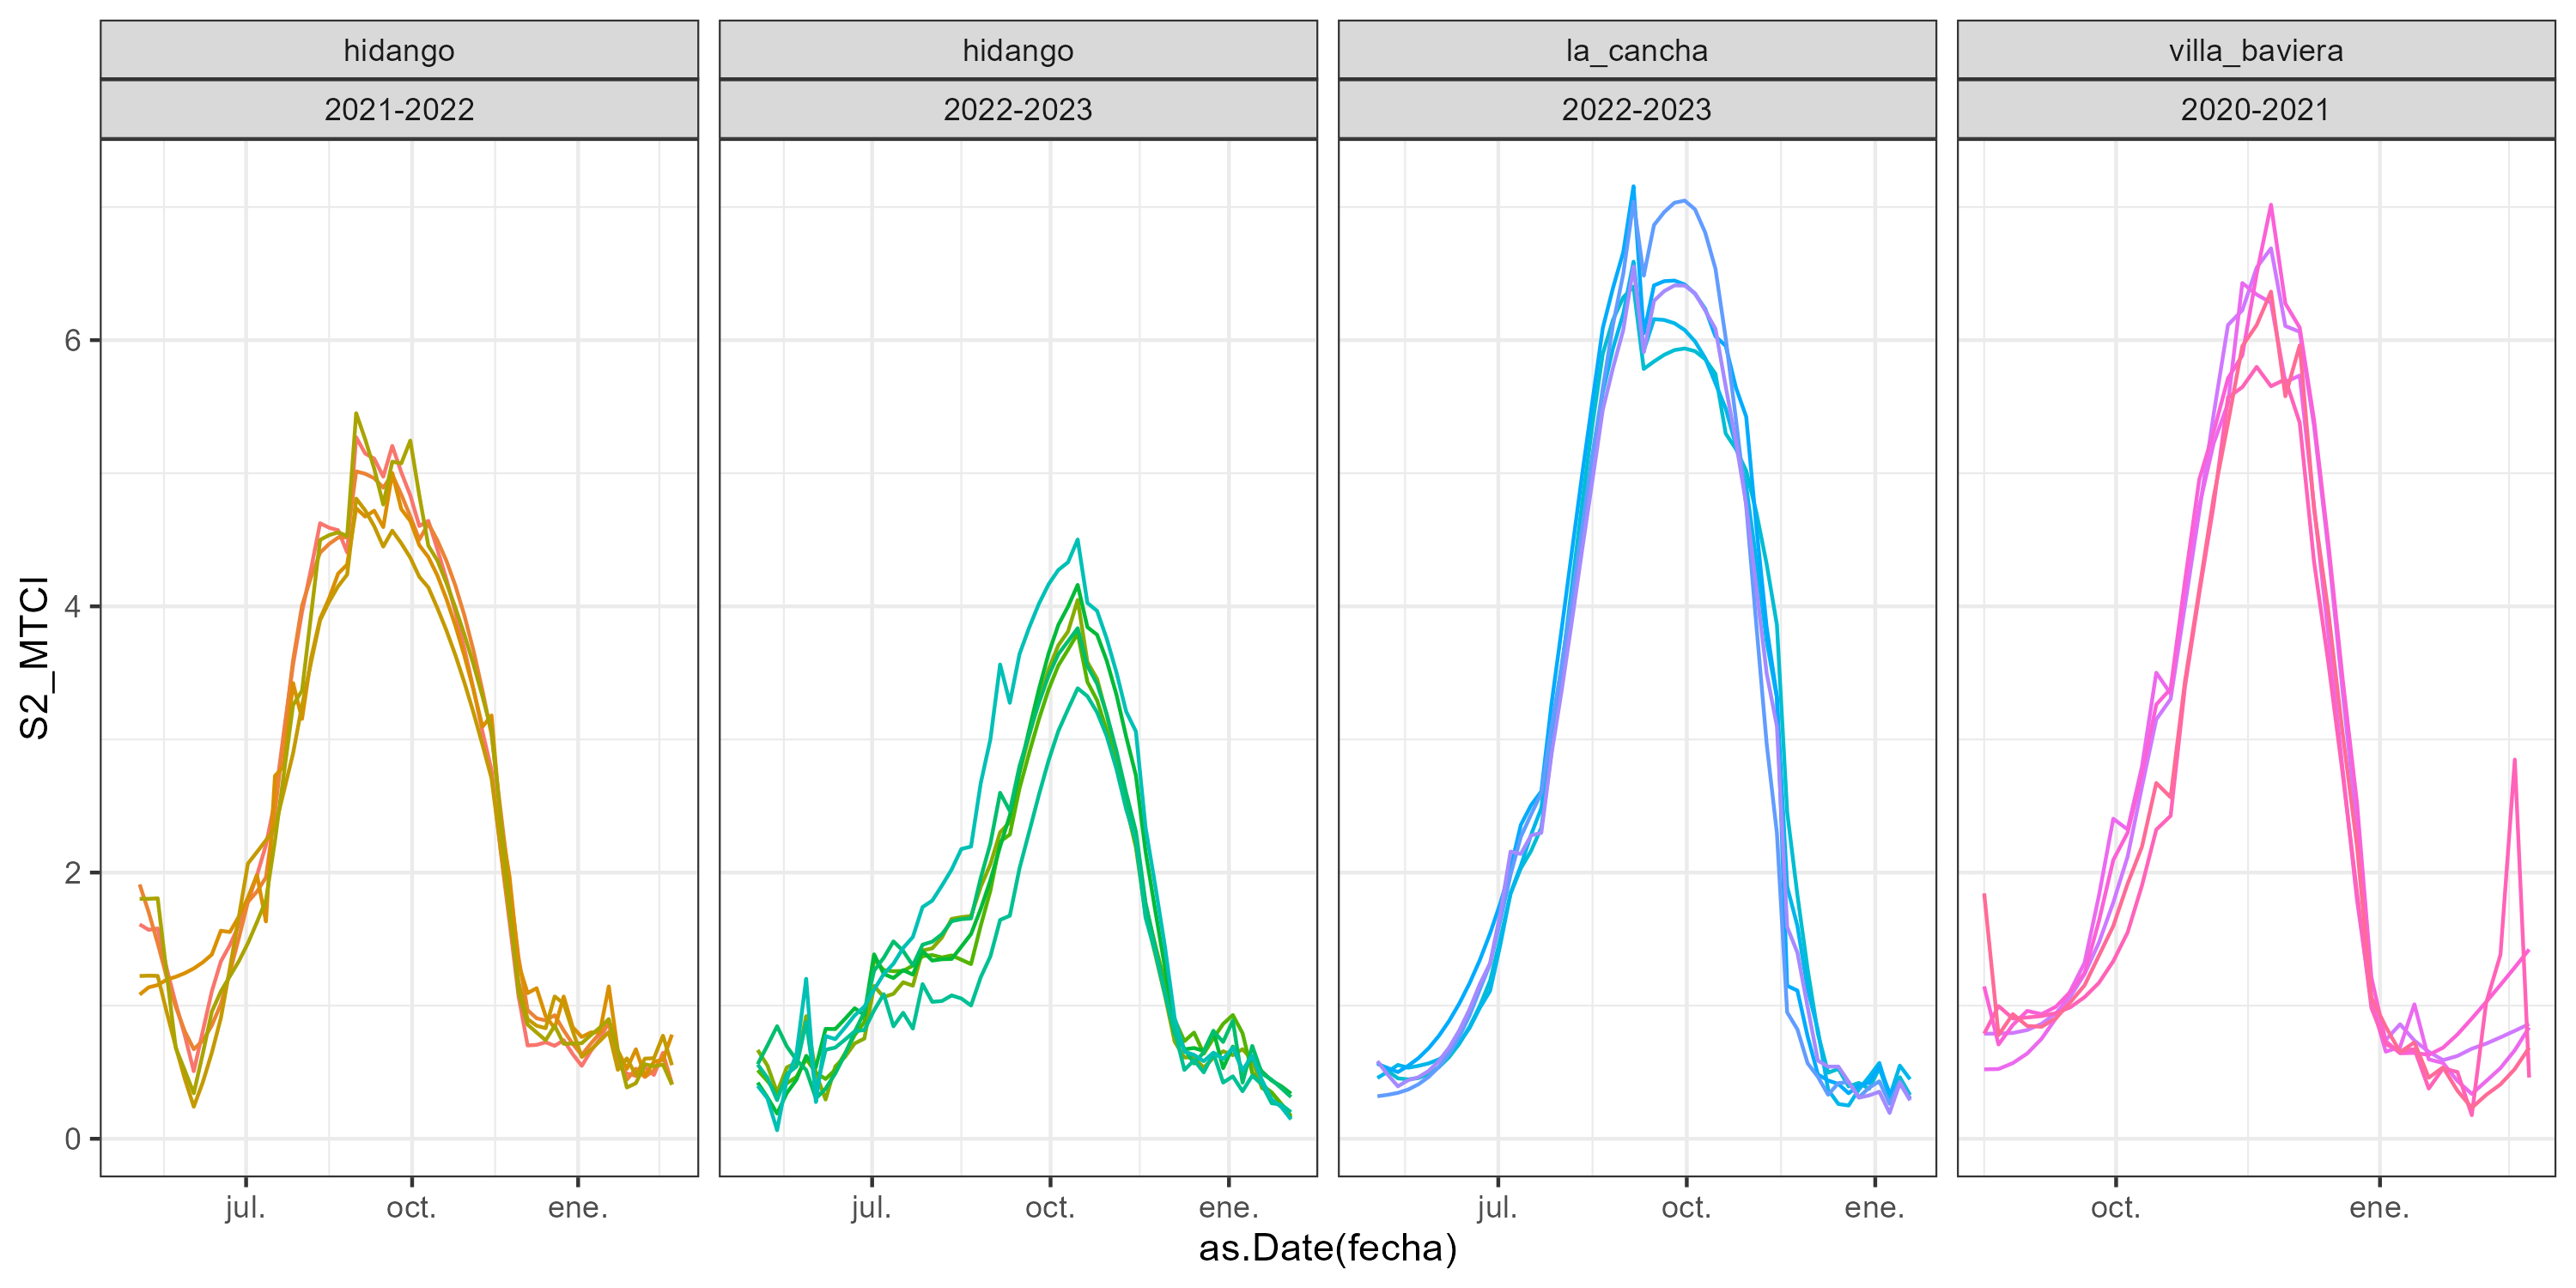 hidango hidango la_cancha villa_baviera
2021-2022 2022-2023 2022-2023 2020-2021
6
4
2
0
S2_MTCI
jul. oct. ene. jul. oct. ene. jul. oct. ene. oct. ene.
as.Date(fecha)